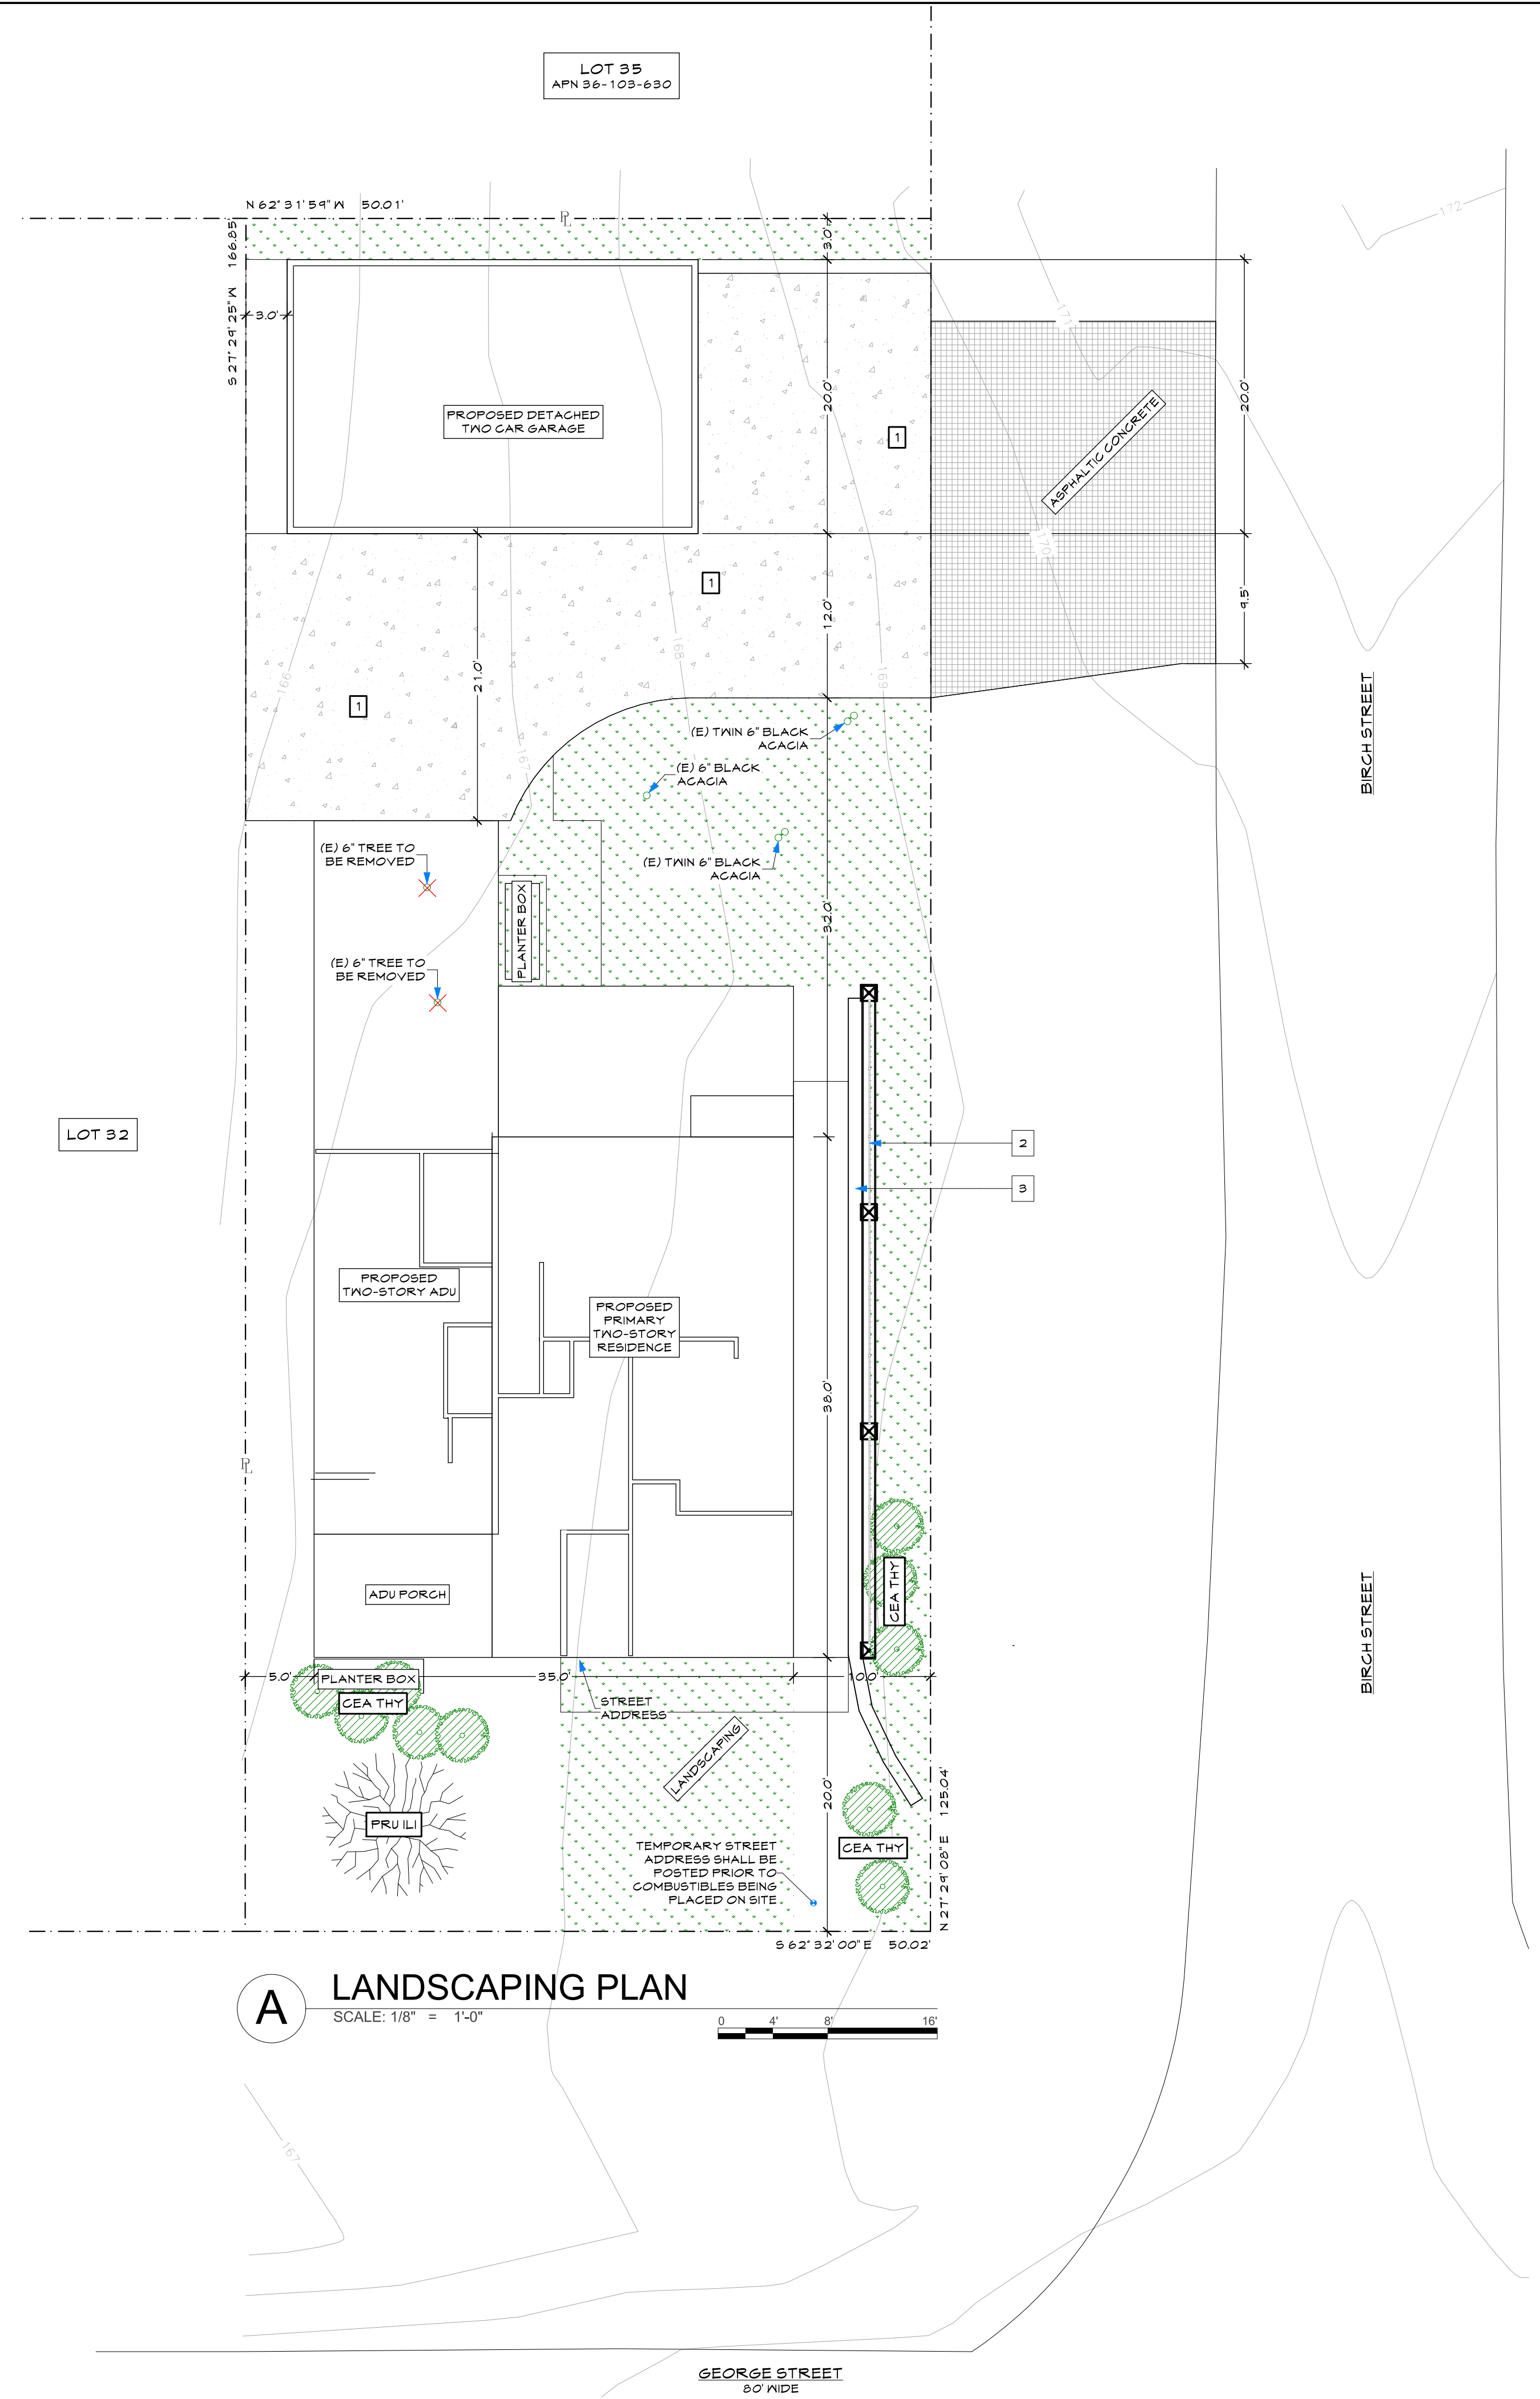 LOT 35
APN 36-103-630
N 62° 31' 59" W 50.01'
S 27° 29' 25" W 166.85'
℄
3.0'
3.0'
172
171
PROPOSED DETACHED
TWO CAR GARAGE
20.0'
20.0'
ASPHALTIC CONCRETE
1
170
1
12.0'
9.5'
166
168
169
21.0'
1
BIRCH STREET
167
(E) TWIN 6" BLACK
ACACIA
(E) 6" BLACK
ACACIA
(E) TWIN 6" BLACK
ACACIA
(E) 6" TREE TO
BE REMOVED
PLANTER BOX
32.0'
(E) 6" TREE TO
BE REMOVED
LOT 32
2
3
PROPOSED
TWO-STORY ADU
PROPOSED
PRIMARY
TWO-STORY
RESIDENCE
38.0'
℄
ADU PORCH
CEA THY
BIRCH STREET
5.0'
PLANTER BOX
35.0'
10.0'
CEA THY
STREET
ADDRESS
LANDSCAPING
20.0'
PRU ILI
CEA THY
TEMPORARY STREET
ADDRESS SHALL BE
POSTED PRIOR TO
COMBUSTIBLES BEING
PLACED ON SITE
N 27° 29' 08" E 125.04'
S 62° 32' 00" E 50.02'
A
LANDSCAPING PLAN
SCALE: 1/8" = 1'-0"
0 4' 8' 16'
167
GEORGE STREET
80' WIDE